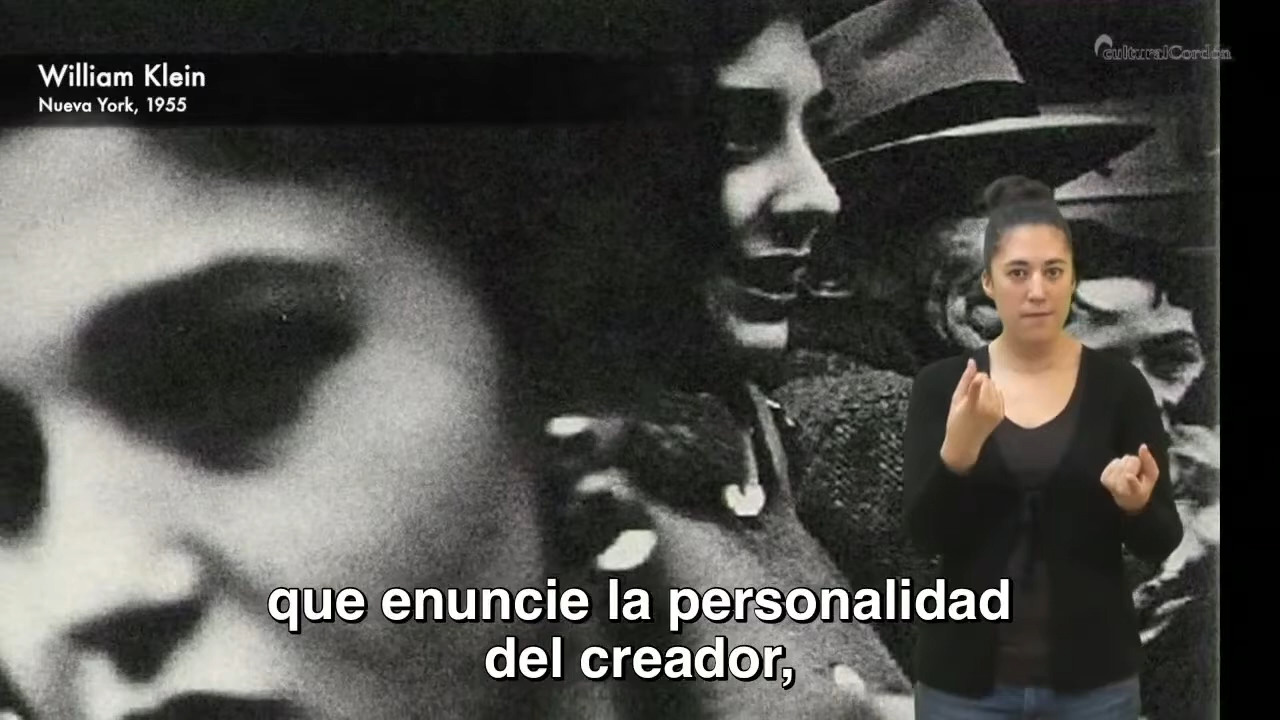 William Klein
Nueva York, 1955
culturalCordón
que enuncie la personalidad
del creador,